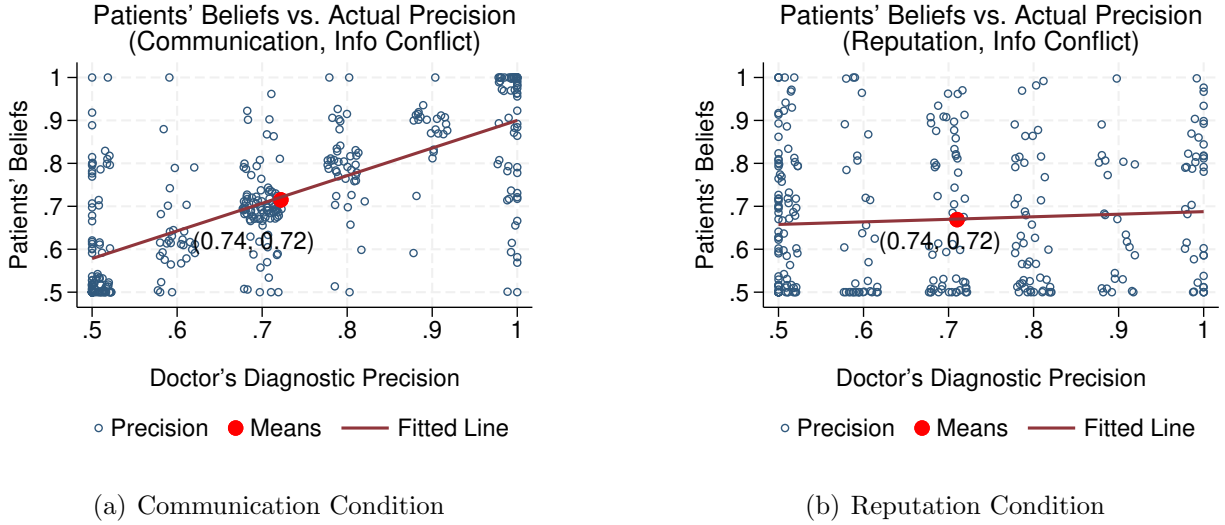 Patients' Beliefs vs. Actual Precision
(Communication, Info Conflict)
Patients' Beliefs
1
.9
.8
.7
.6
.5
(0.74, 0.72)
.5 .6 .7 .8 .9 1
Doctor's Diagnostic Precision
Precision Means Fitted Line
(a) Communication Condition
Patients' Beliefs vs. Actual Precision
(Reputation, Info Conflict)
Patients' Beliefs
1
.9
.8
.7
.6
.5
(0.74, 0.72)
.5 .6 .7 .8 .9 1
Doctor's Diagnostic Precision
Precision Means Fitted Line
(b) Reputation Condition